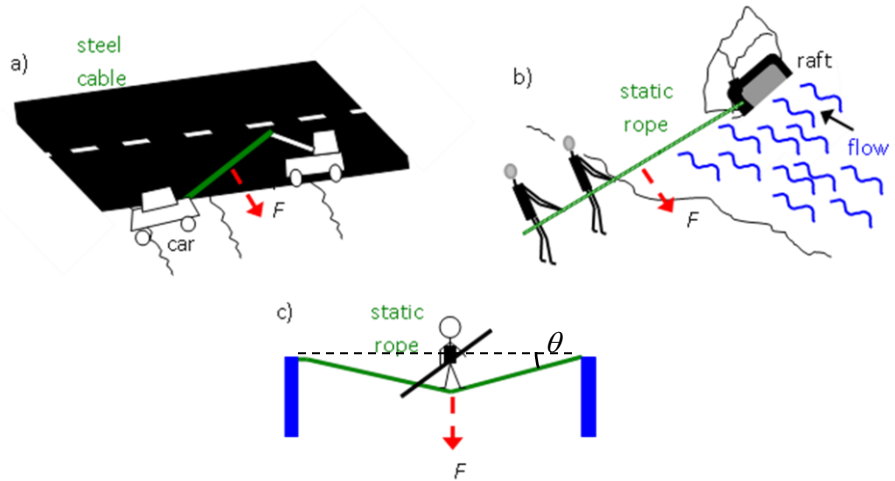 a)
steel
cable
F
car
b)
static
rope
raft
flow
F
c)
static
rope
θ
F